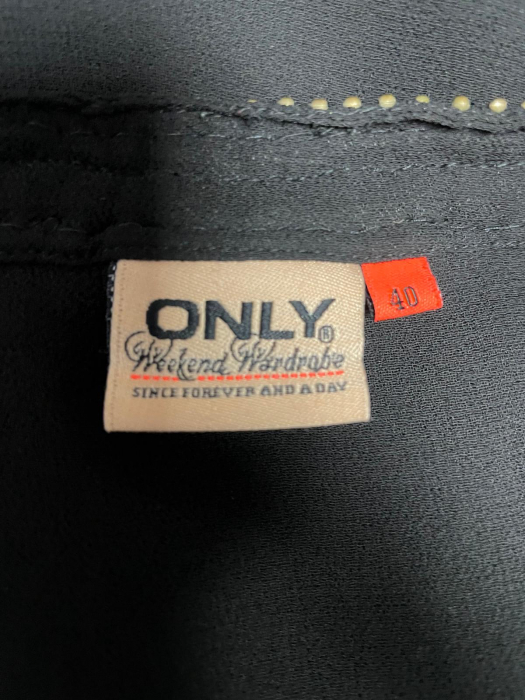 ONLY®
Weekend Wardrobe
SINCE FOREVER AND A DAY
40